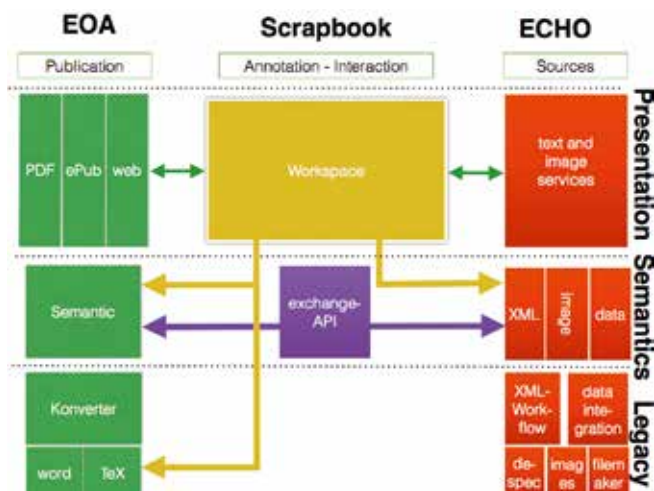 EOA
Scrapbook
ECHO
Publication
Annotation - Interaction
Sources
Presentation
PDF
ePub
web
Workspace
text and
image
services
Semantics
Semantic
exchange-
API
XML
image
data
Legacy
Konverter
word
TeX
XML-
Work-
flow
data
inte-
gration
de-
spec
imag
es
filem
aker